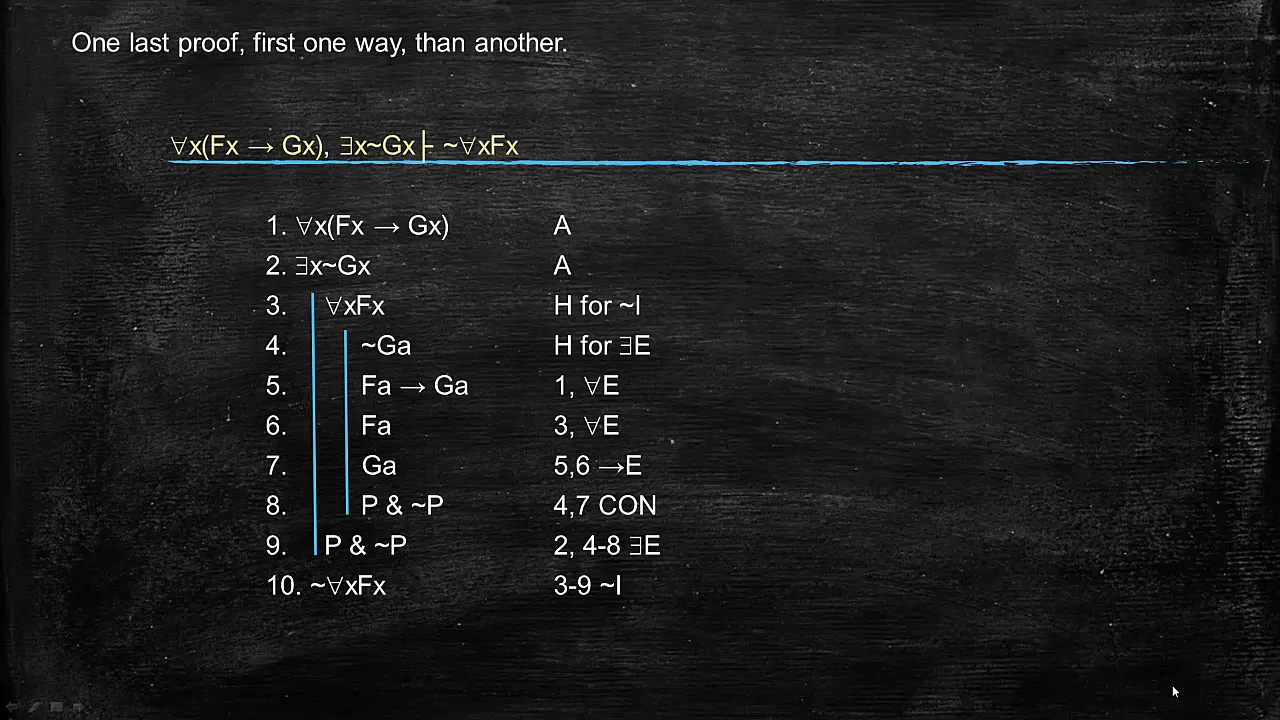 One last proof, first one way, than another.
∀x(Fx → Gx), ∃x~Gx├ ~∀xFx
1. ∀x(Fx → Gx) A
2. ∃x~Gx A
3. ∀xFx H for ~I
4. ~Ga H for ∃E
5. Fa → Ga 1, ∀E
6. Fa 3, ∀E
7. Ga 5,6 →E
8. P & ~P 4,7 CON
9. P & ~P 2, 4-8 ∃E
10. ~∀xFx 3-9 ~I